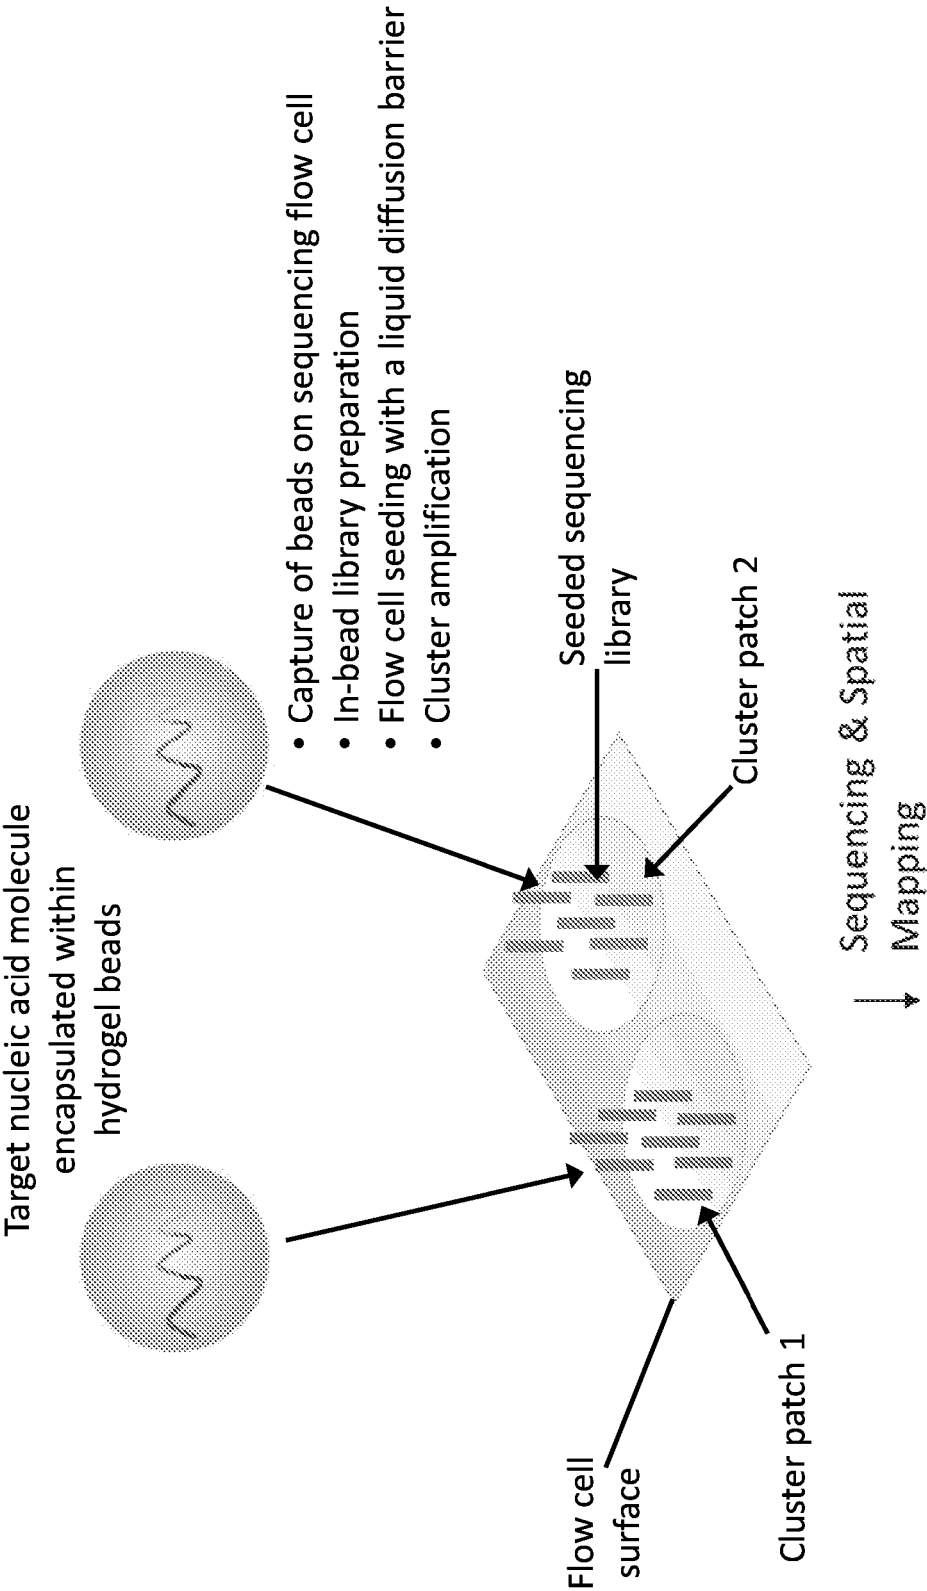 Target nucleic acid molecule
encapsulated within
hydrogel beads
• Capture of beads on sequencing flow cell
• In-bead library preparation
• Flow cell seeding with a liquid diffusion barrier
• Cluster amplification
Flow cell
surface
Seeded sequencing
library
Cluster patch 1
Cluster patch 2
Sequencing & Spatial
Mapping